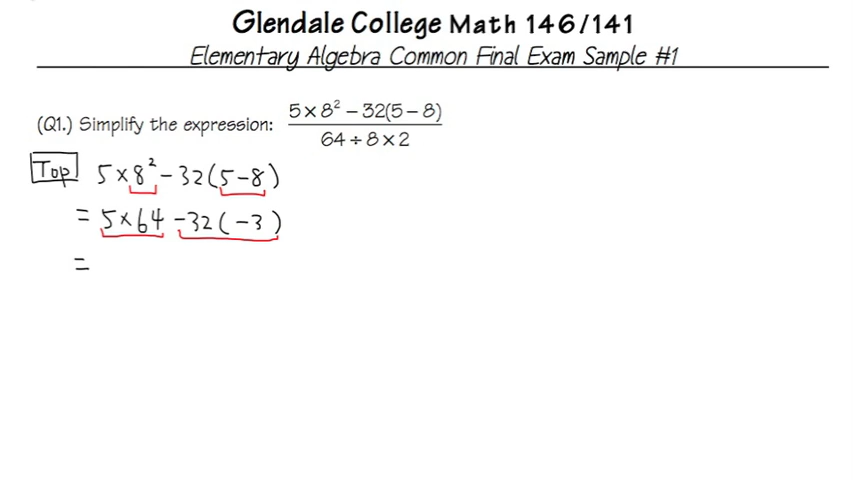 Glendale College Math 146/141
Elementary Algebra Common Final Exam Sample #1
(Q1.) Simplify the expression: 5×8²−32(5−8)
64÷8×2
Top 5×8²−32(5−8)
= 5×64 −32(−3)
=